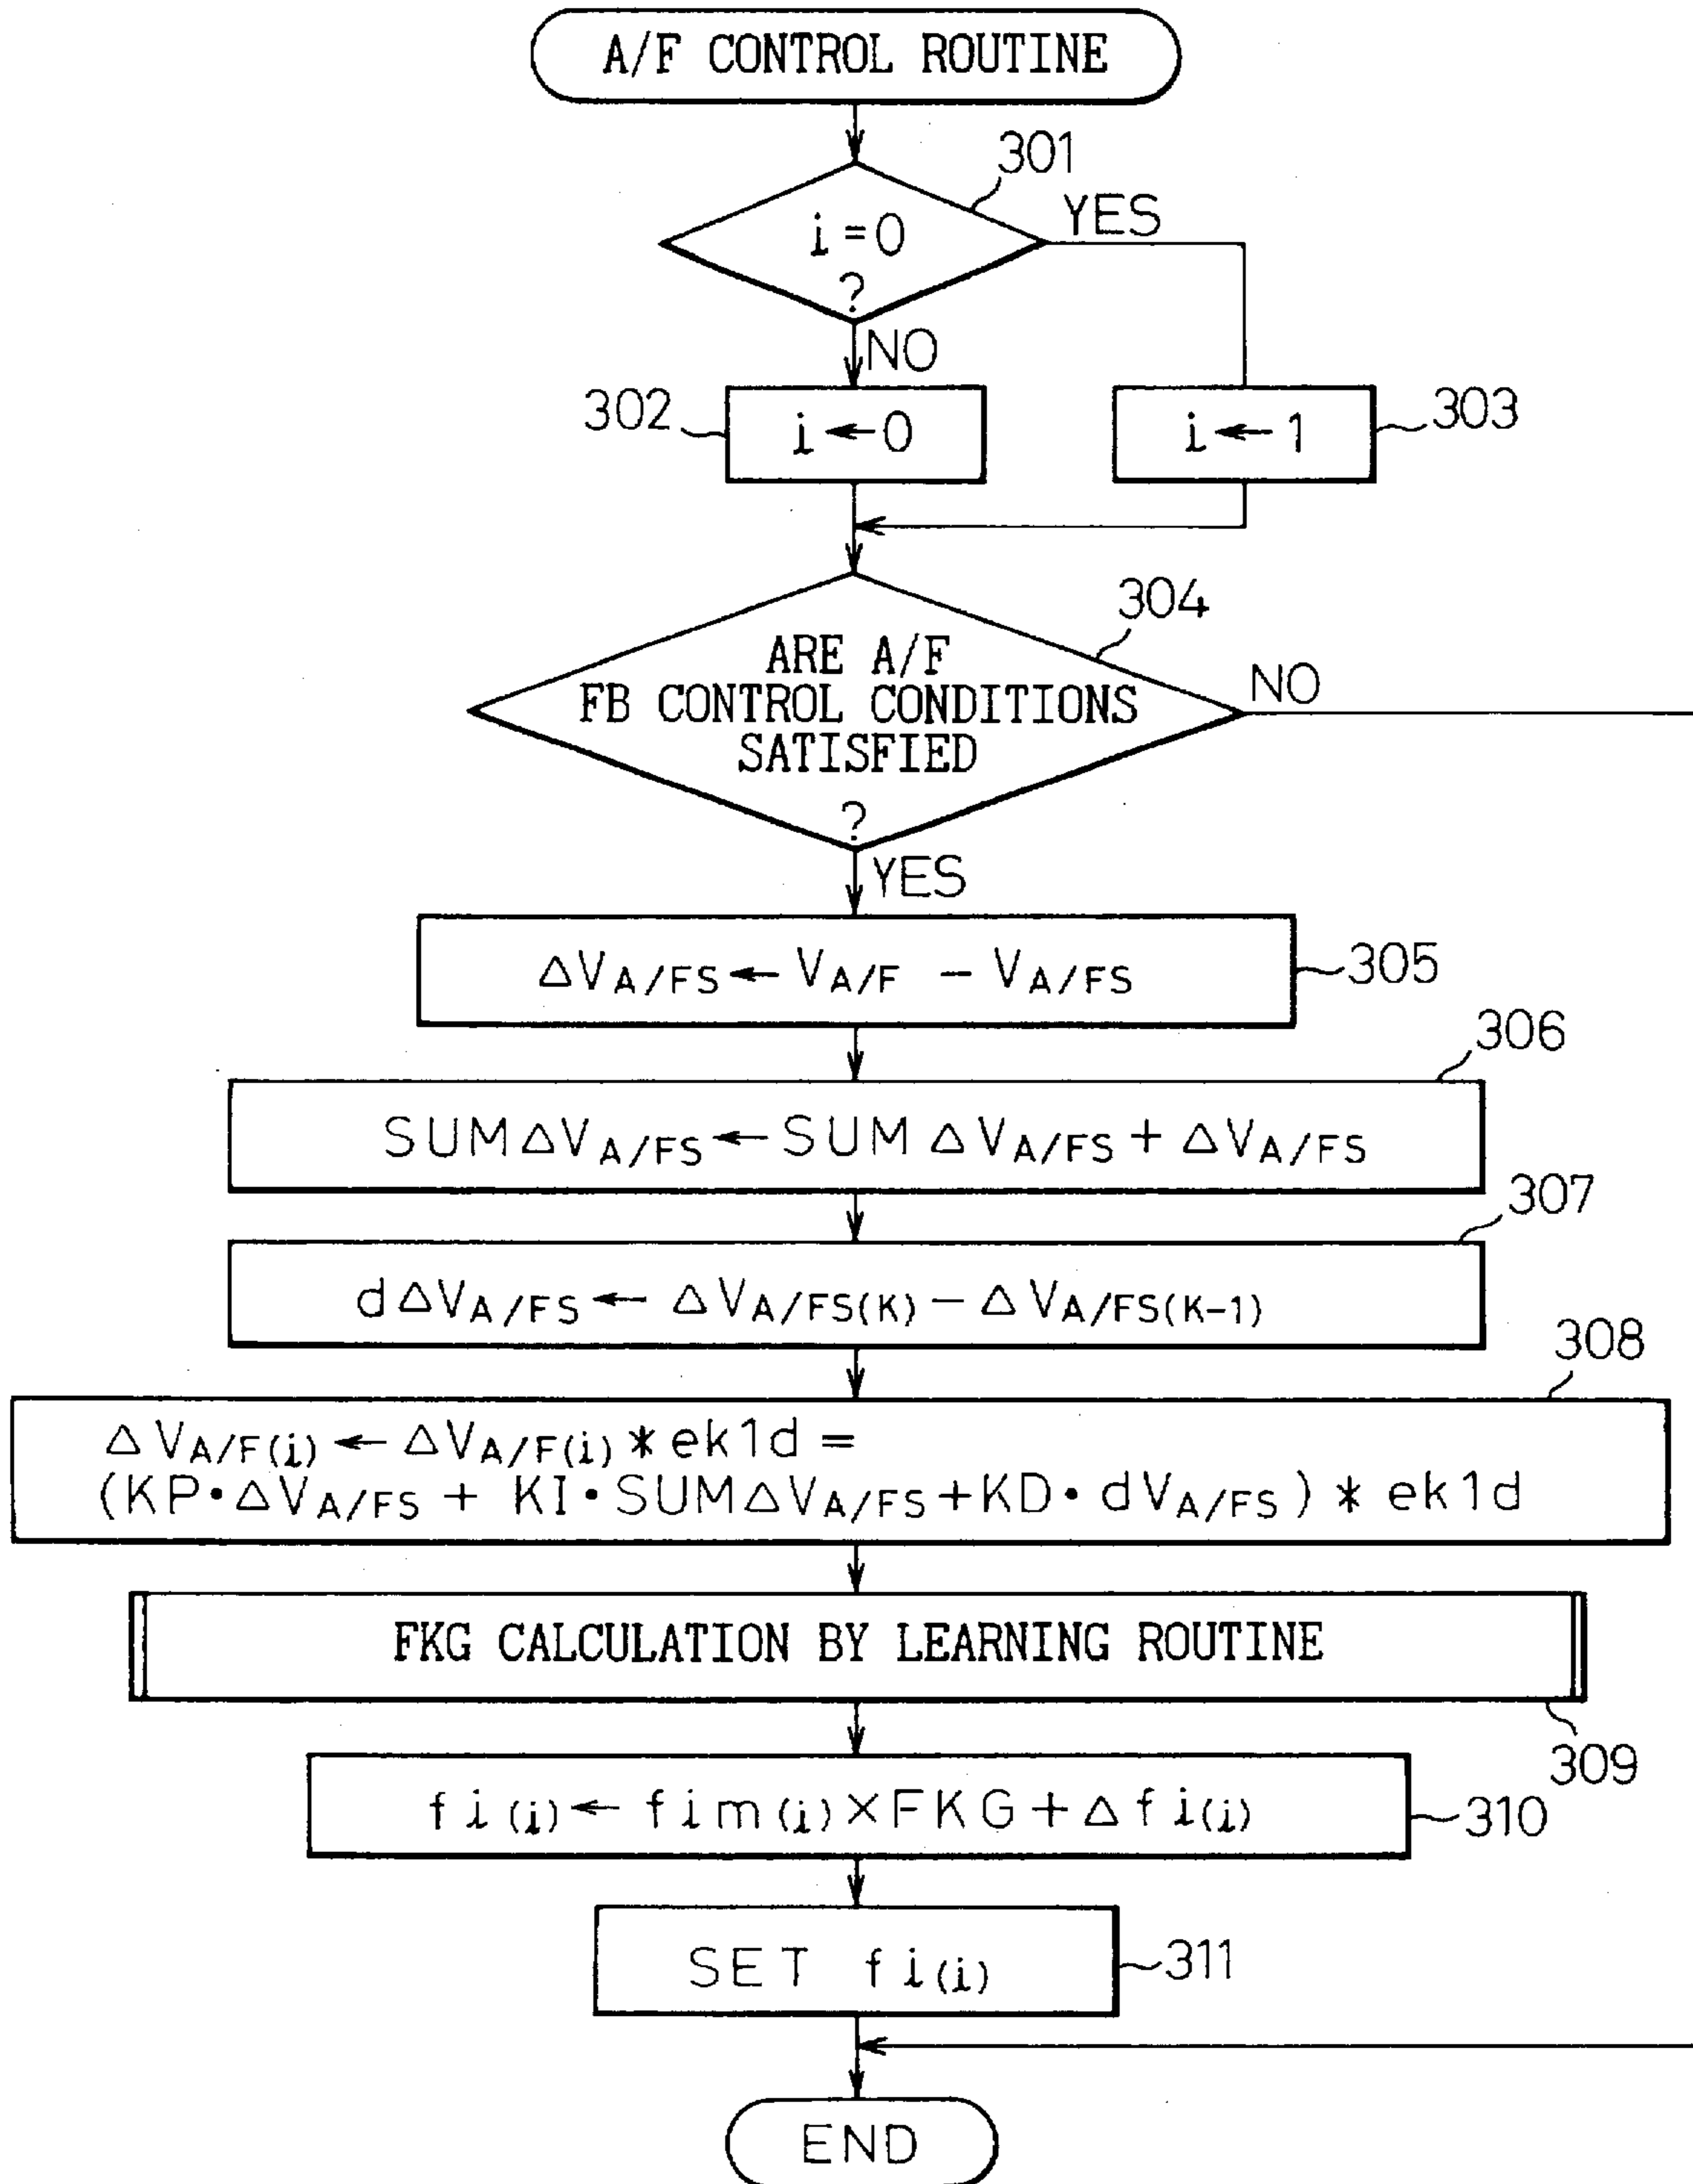 A/F CONTROL ROUTINE
301
i=0
?
YES
NO
302
i←0
i←1
303
304
ARE A/F
FB CONTROL CONDITIONS
SATISFIED
?
NO
YES
ΔVA/FS←VA/F - VA/FS
305
306
SUMΔVA/FS←SUMΔVA/FS+ΔVA/FS
307
dΔVA/FS←ΔVA/FS(K)-ΔVA/FS(K-1)
308
ΔVA/F(i)←ΔVA/F(i)*ek1d=
(KP·ΔVA/FS+ KI·SUMΔVA/FS+KD·dVA/FS)*ek1d
FKG CALCULATION BY LEARNING ROUTINE
309
fi(i)←fim(i)×FKG+Δfi(i)
310
SET fi(i)
311
END